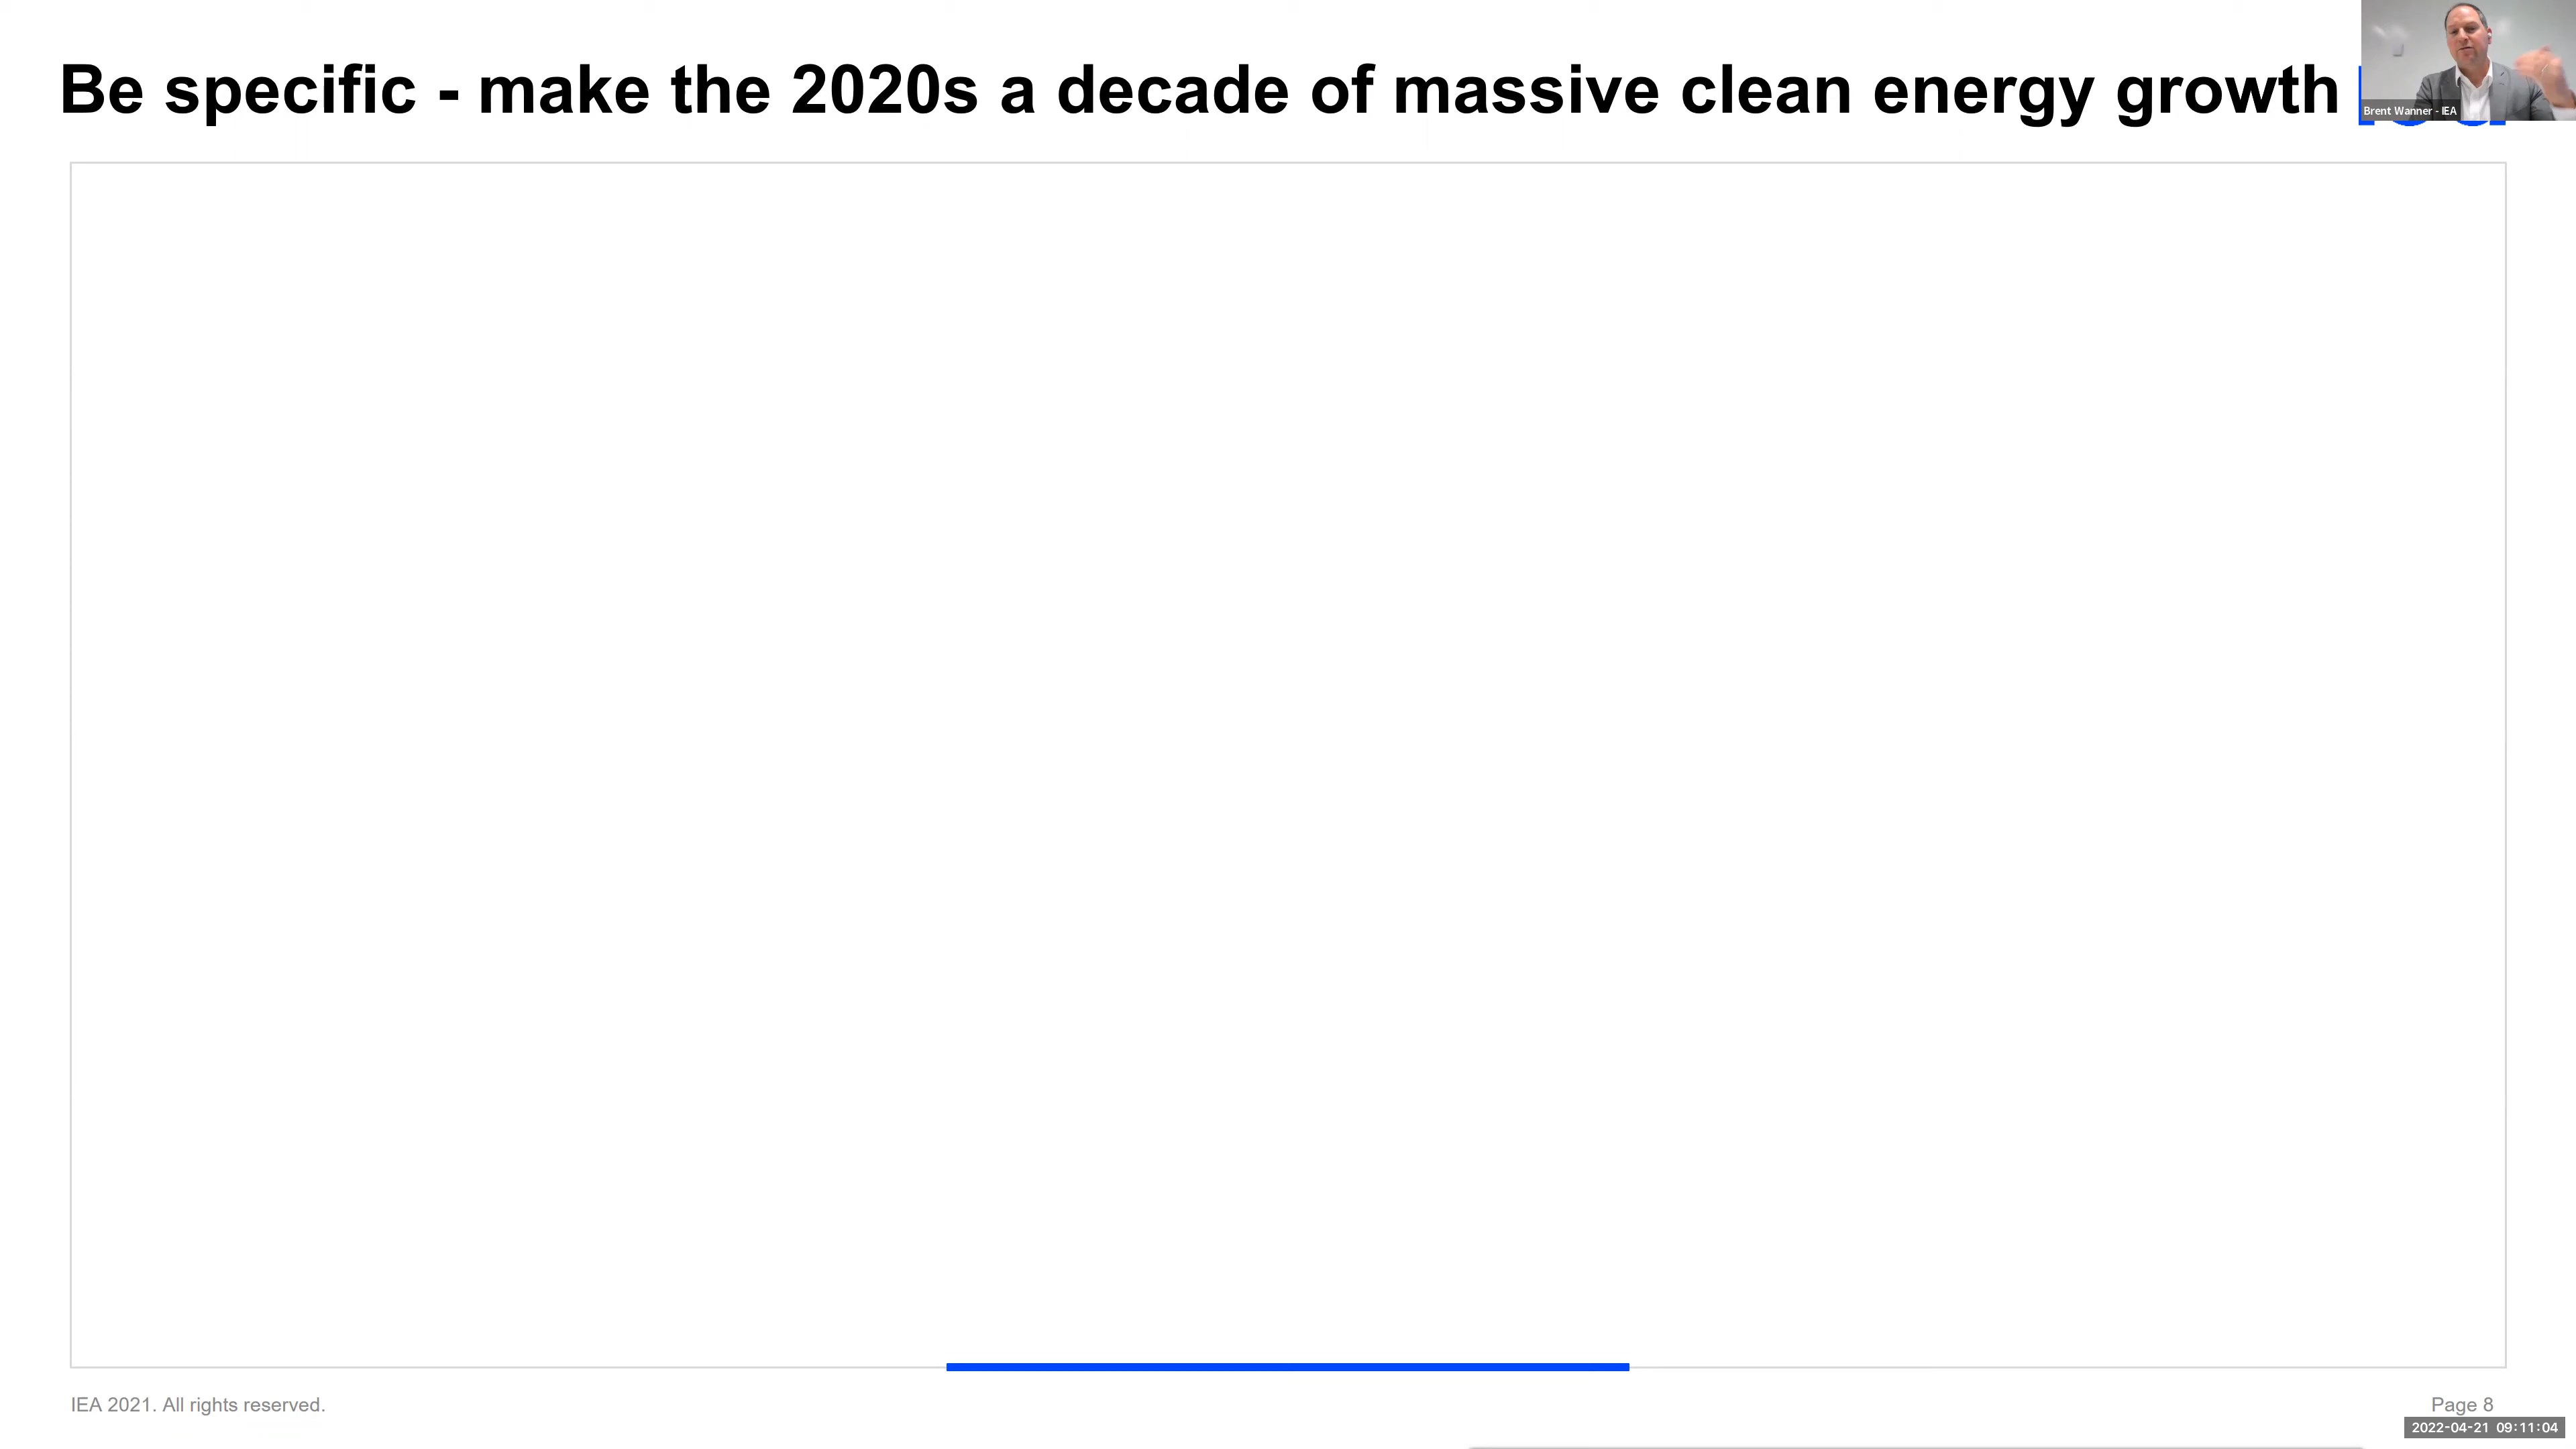 Be specific - make the 2020s a decade of massive clean energy growth
Brent Wanner - IEA
IEA 2021. All rights reserved.
Page 8
2022-04-21 09:11:04